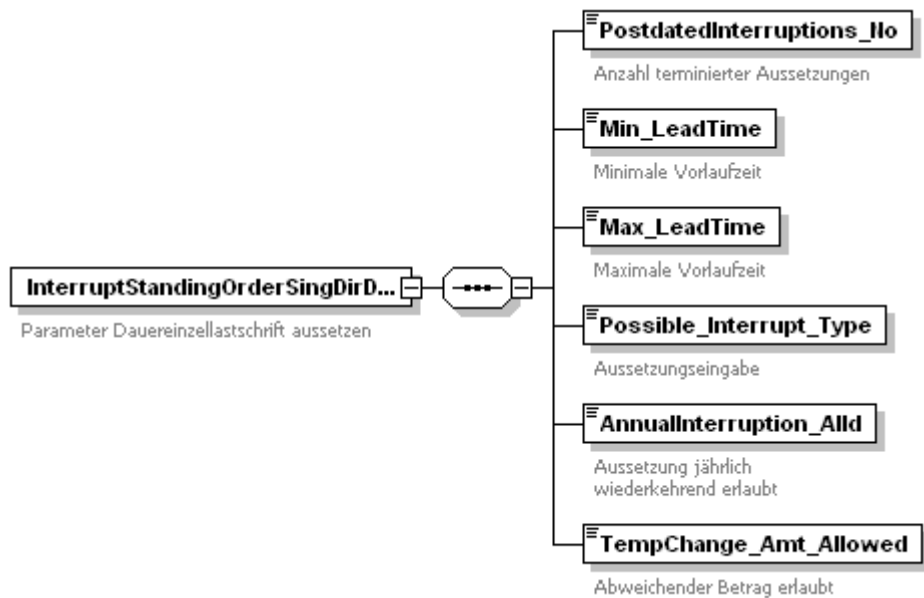 PostdatedInterruptions_No
Anzahl terminierter Aussetzungen
Min_LeadTime
Minimale Vorlaufzeit
Max_LeadTime
Maximale Vorlaufzeit
InterruptStandingOrderSingDirD...
Parameter Dauereinzellastschrift aussetzen
Possible_Interrupt_Type
Aussetzungseingabe
AnnualInterruption_Alld
Aussetzung jährlich
wiederkehrend erlaubt
TempChange_Amt_Allowed
Abweichender Betrag erlaubt